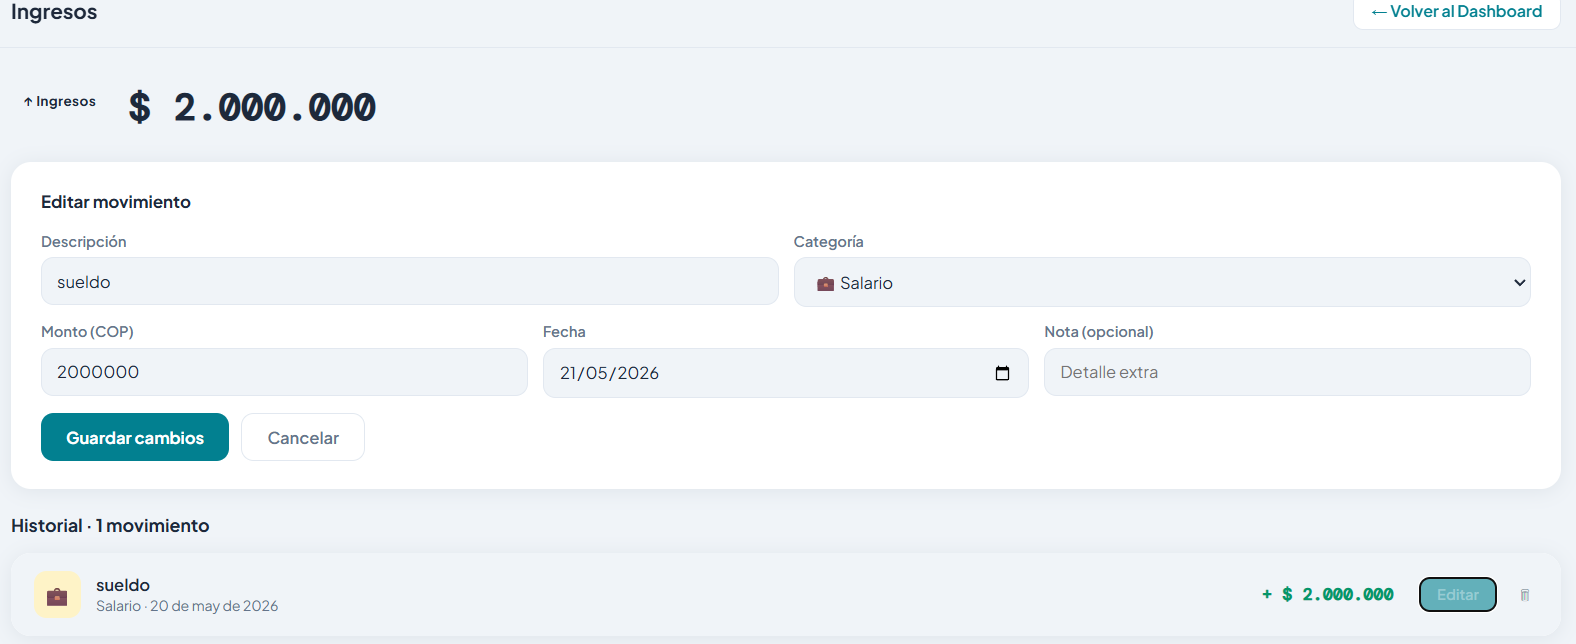 Ingresos
← Volver al Dashboard
↑ Ingresos
$ 2.000.000
Editar movimiento
Descripción
Categoría
sueldo
Salario
Monto (COP)
Fecha
Nota (opcional)
2000000
21/05/2026
Detalle extra
Guardar cambios
Cancelar
Historial · 1 movimiento
sueldo
Salario · 20 de may de 2026
+ $ 2.000.000
Editar